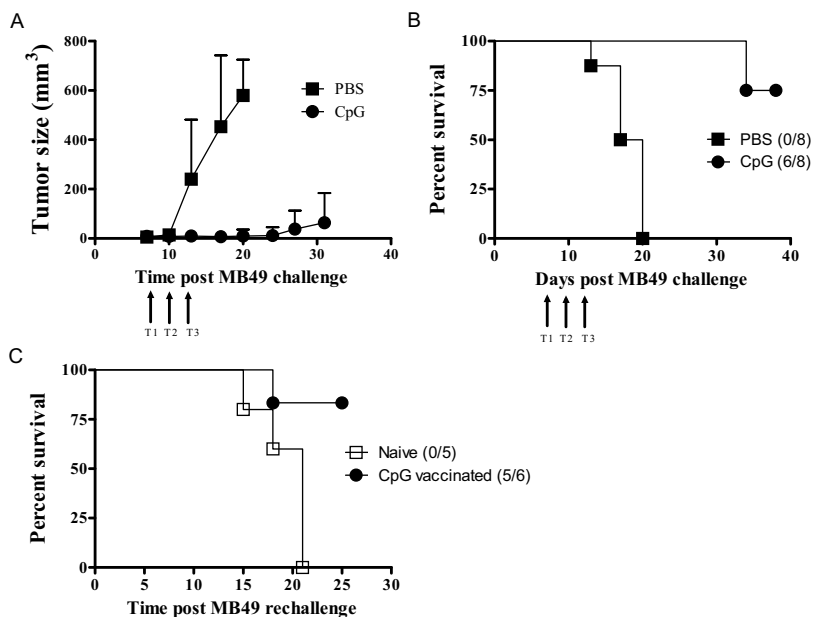 A
Tumor size (mm³)
800
600
400
200
0
PBS
CpG
0 10 20 30 40
Time post MB49 challenge
T1 T2 T3
B
Percent survival
100
75
50
25
0
PBS (0/8)
CpG (6/8)
0 10 20 30 40
Days post MB49 challenge
T1 T2 T3
C
Percent survival
100
75
50
25
0
Naive (0/5)
CpG vaccinated (5/6)
0 5 10 15 20 25 30
Time post MB49 rechallenge